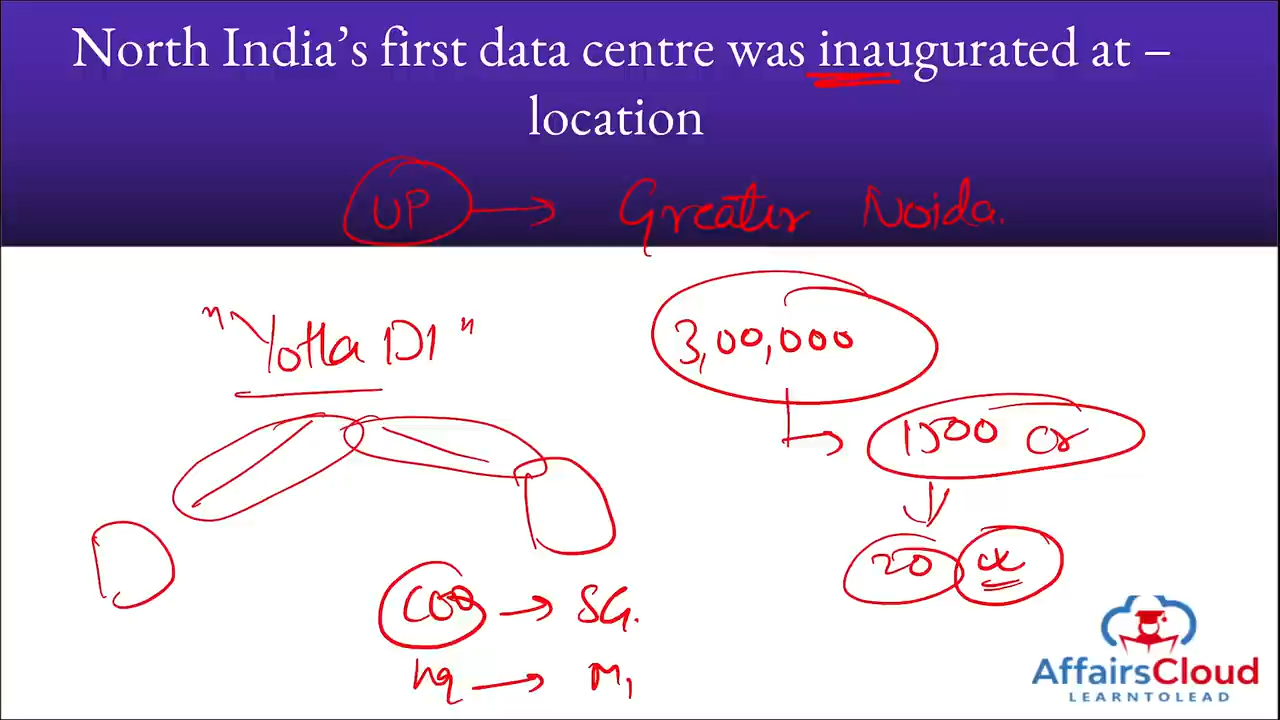 North India’s first data centre was inaugurated at –
location
UP → Greater Noida.
"Yotta D1"
3,00,000
1500 cr
20 cr
COO → SG.
hq → M,
AffairsCloud
LEARNTOLEAD